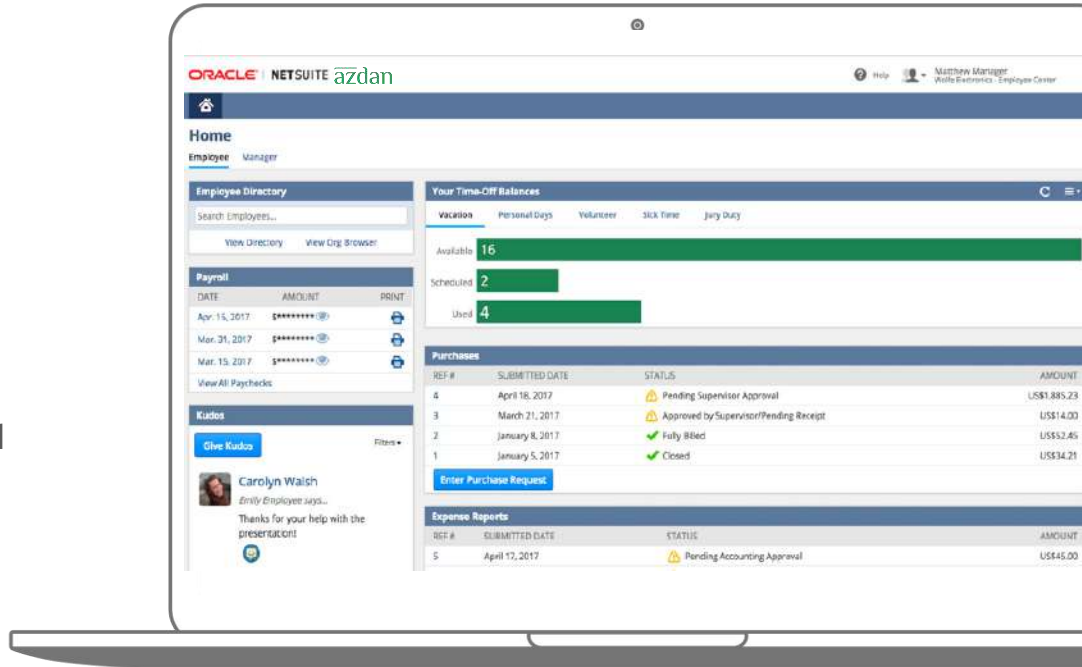 ORACLE NETSUITE azdan
Help
Matthew Manager
Wolfe Electronics - Employee Center
Home
Employee Manager
Employee Directory
Search Employees...
View Directory View Org Browser
Payroll
DATE AMOUNT PRINT
Apr. 15, 2017 $********
Mar. 31, 2017 $********
Mar. 15, 2017 $********
View All Paychecks
Kudos
Give Kudos Filters
Carolyn Walsh
Emily Employee says...
Thanks for your help with the
presentation!
Your Time-Off Balances
Vacation Personal Days Volunteer Sick Time Jury Duty
Available 16
Scheduled 2
Used 4
Purchases
REF # SUBMITTED DATE STATUS AMOUNT
4 April 18, 2017 Pending Supervisor Approval US$1,885.23
3 March 21, 2017 Approved by Supervisor/Pending Receipt US$14.00
2 January 8, 2017 Fully Billed US$52.45
1 January 5, 2017 Closed US$34.21
Enter Purchase Request
Expense Reports
REF # SUBMITTED DATE STATUS AMOUNT
5 April 17, 2017 Pending Accounting Approval US$45.00